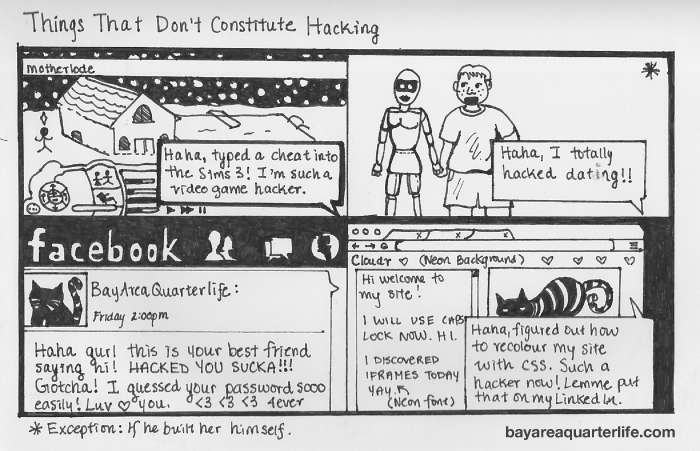 Things That Don't Constitute Hacking
motherlode
Haha, typed a cheat into
the Sims 3! I'm such a
video game hacker.
*
Haha, I totally
hacked dating!!
facebook
BayAreaQuarterlife:
Friday 2:00pm
Haha gurl this is your best friend
saying hi! HACKED YOU SUCKA!!!
Gotcha! I guessed your password sooo
easily! Luv ♡ you. <3 <3 <3 4ever
Cloudr ♡ (Neon Background) ♡ ♡ ♡ ♡
Hi welcome to
my site!
I WILL USE CAPS
LOCK NOW. HI.
I DISCOVERED
IFRAMES TODAY
YAY.
(Neon font)
Haha, figured out how
to recolour my site
with CSS. Such a
hacker now! Lemme put
that on my LinkedIn.
* Exception: If he built her himself.
bayareaquarterlife.com